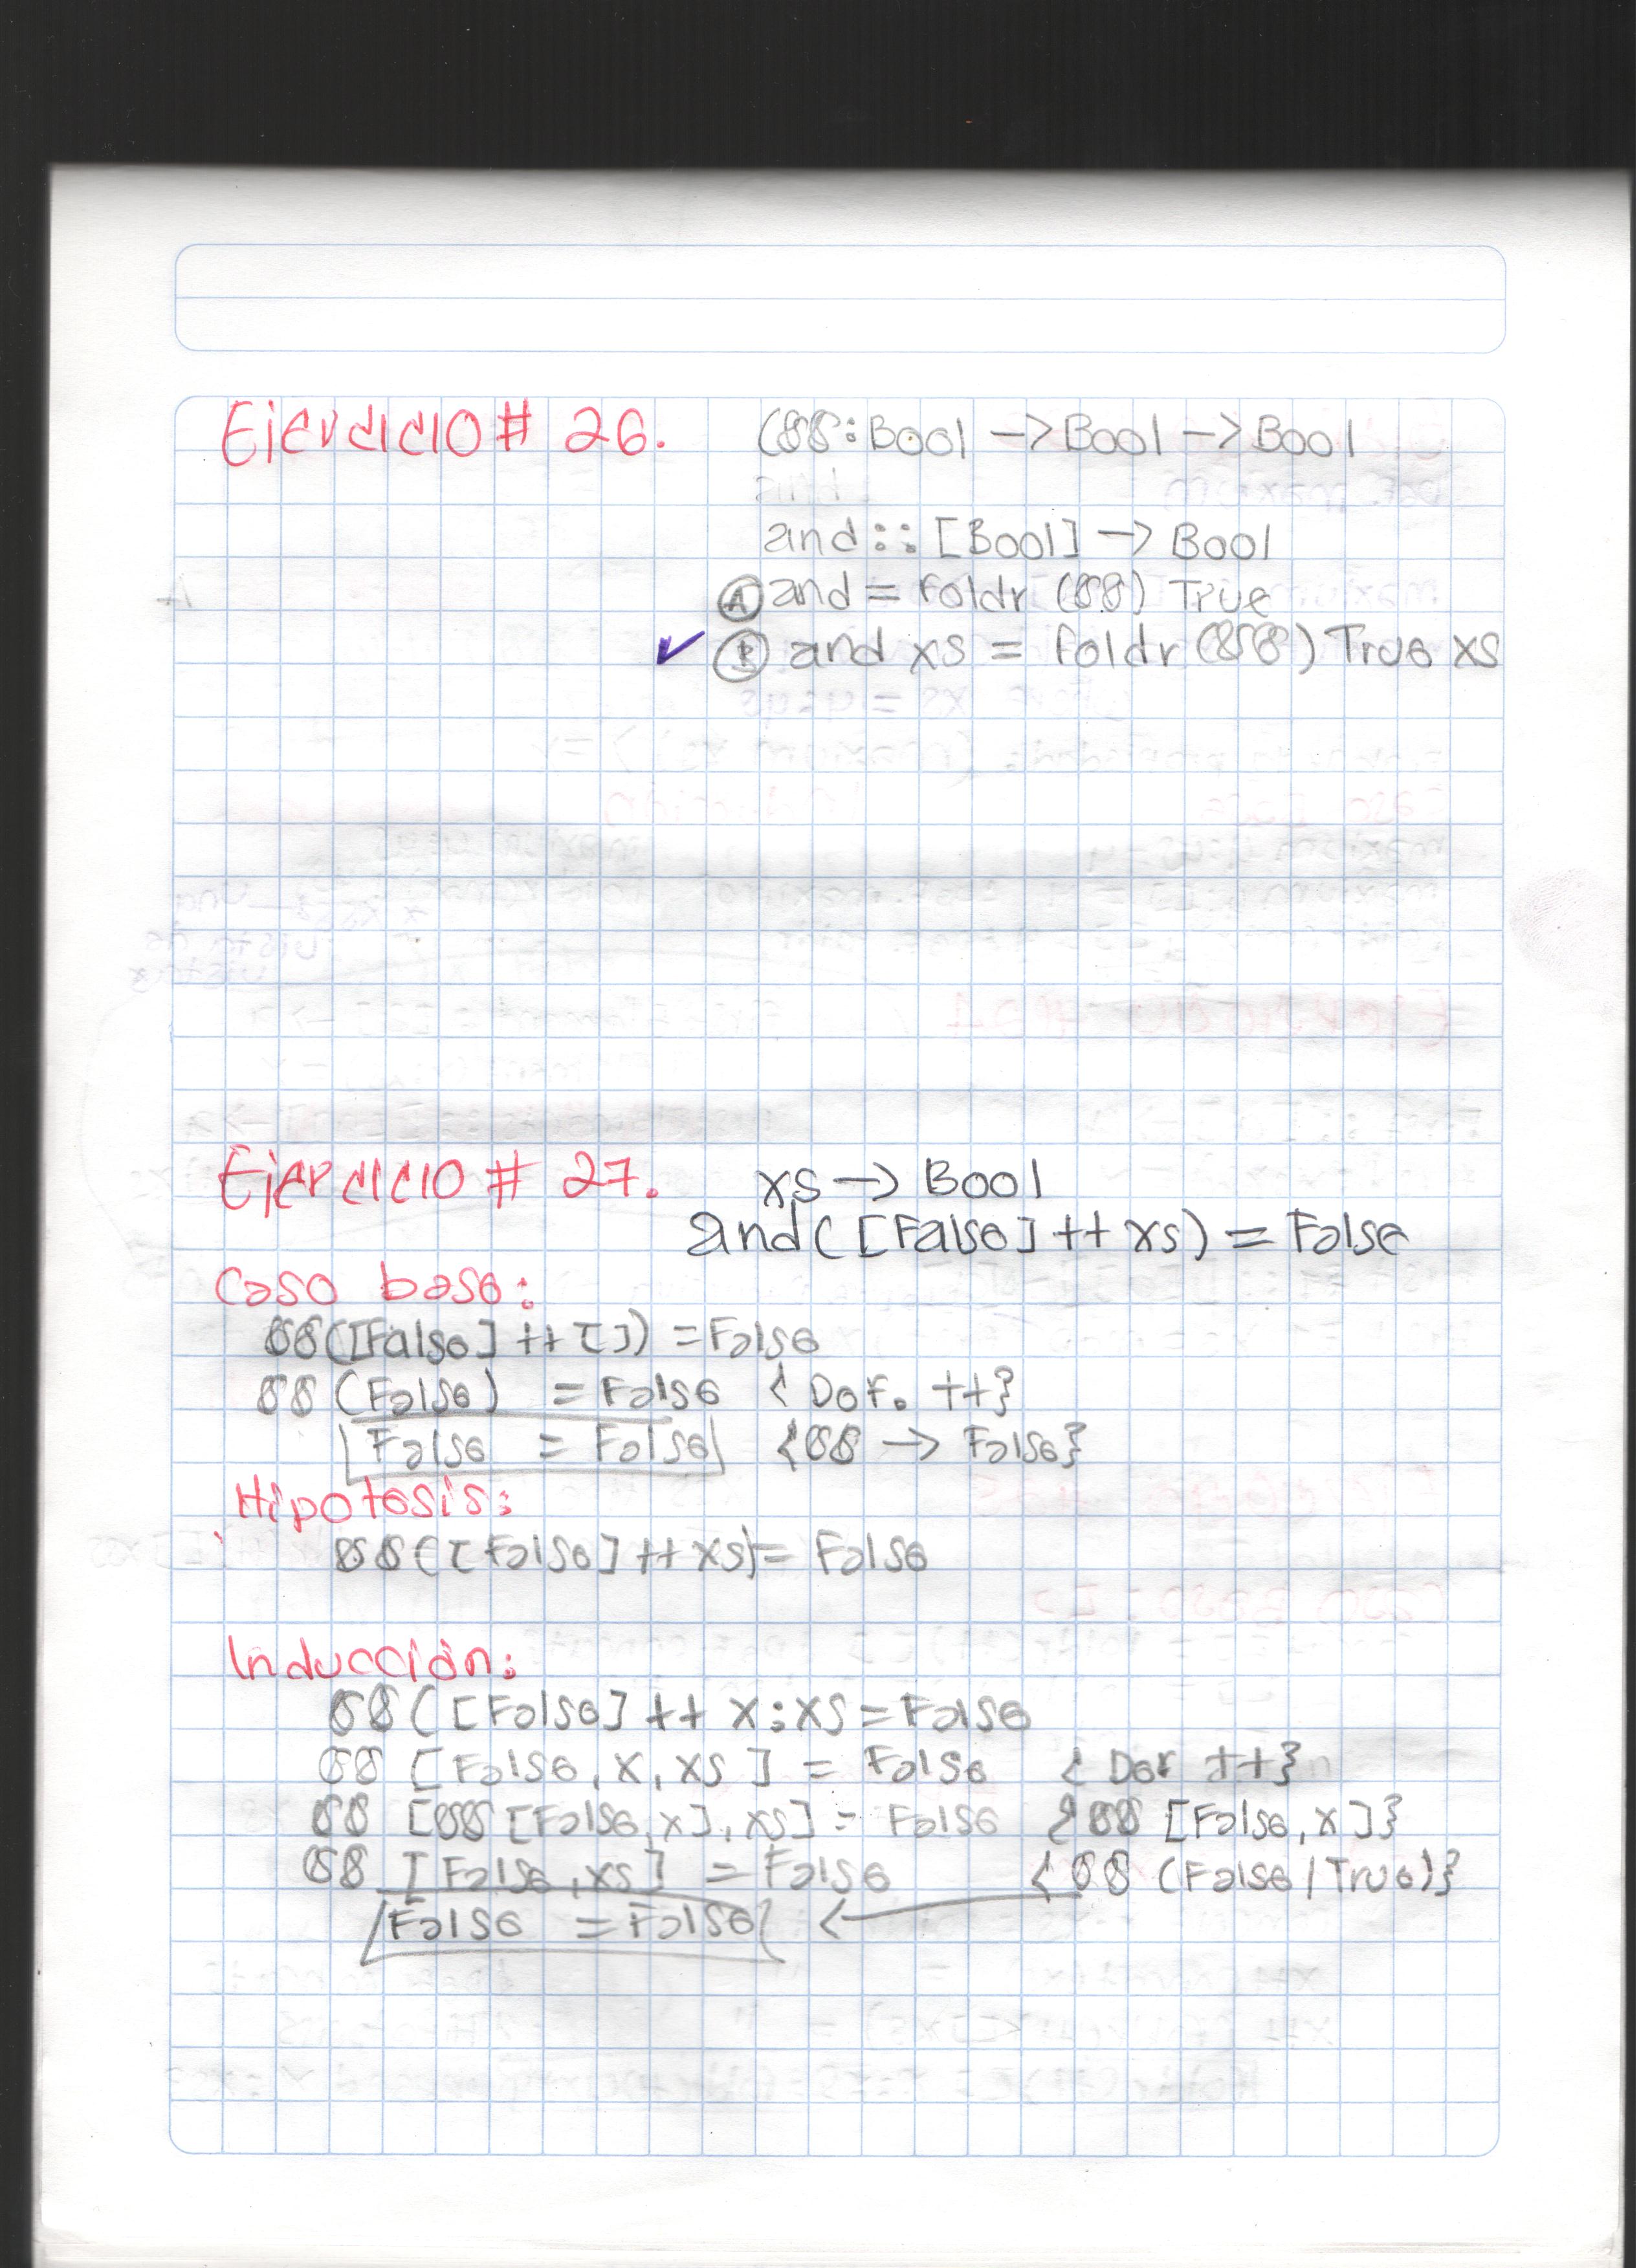 Ejercicio # 26.
(&&:Bool -> Bool -> Bool
and :: [Bool] -> Bool
Ⓐ and = foldr (&&) True
✓ Ⓑ and xs = foldr (&&) True xs
Ejercicio # 27.
xs -> Bool
and([False] ++ xs) = False
Caso base:
&&([False] ++ []) = False
&& (False) = False { Def. ++}
False = False {&& -> False}
Hipotesis:
&&([False] ++ xs) = False
Inducción:
&& ([False] ++ x:xs = False
&& [False, x, xs ] = False { Def ++}
&& [&& [False, x], xs] = False {&& [False, x]}
&& [False, xs] = False {&& (False/True)}
False = False <-